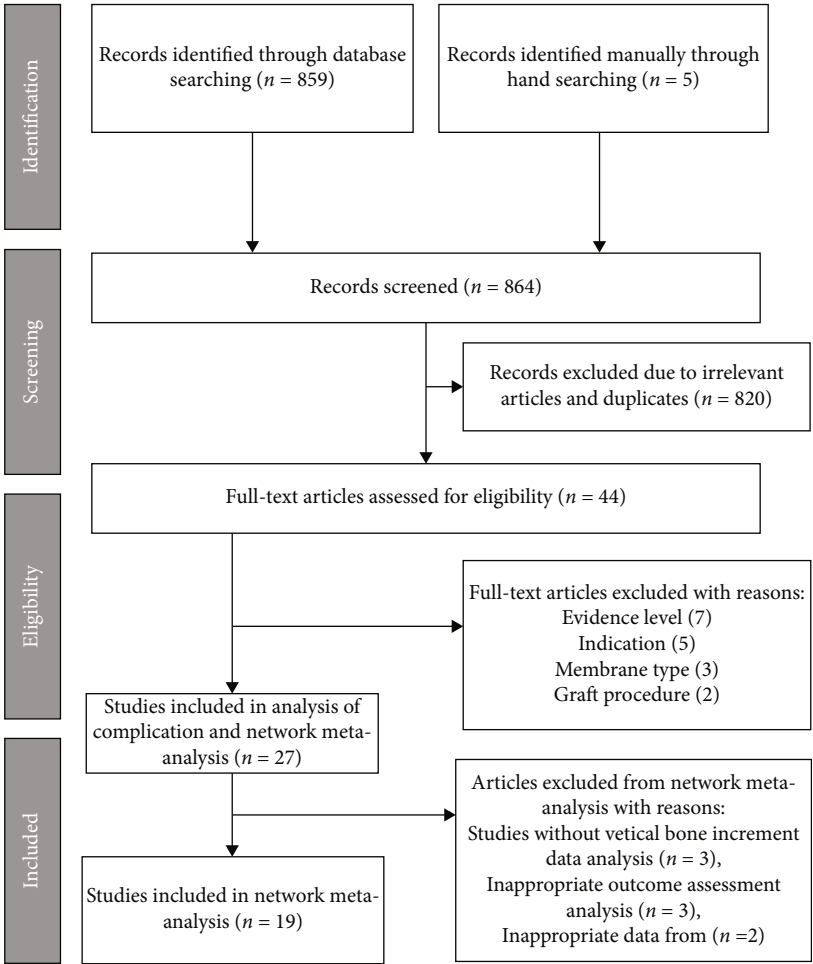 Identification
Records identified through database
searching (n = 859)
Records identified manually through
hand searching (n = 5)
Screening
Records screened (n = 864)
Records excluded due to irrelevant
articles and duplicates (n = 820)
Full-text articles assessed for eligibility (n = 44)
Eligibility
Full-text articles excluded with reasons:
Evidence level (7)
Indication (5)
Membrane type (3)
Graft procedure (2)
Studies included in analysis of
complication and network meta-
analysis (n = 27)
Included
Articles excluded from network meta-
analysis with reasons:
Studies without vetical bone increment
data analysis (n = 3),
Inappropriate outcome assessment
analysis (n = 3),
Inappropriate data from (n =2)
Studies included in network meta-
analysis (n = 19)